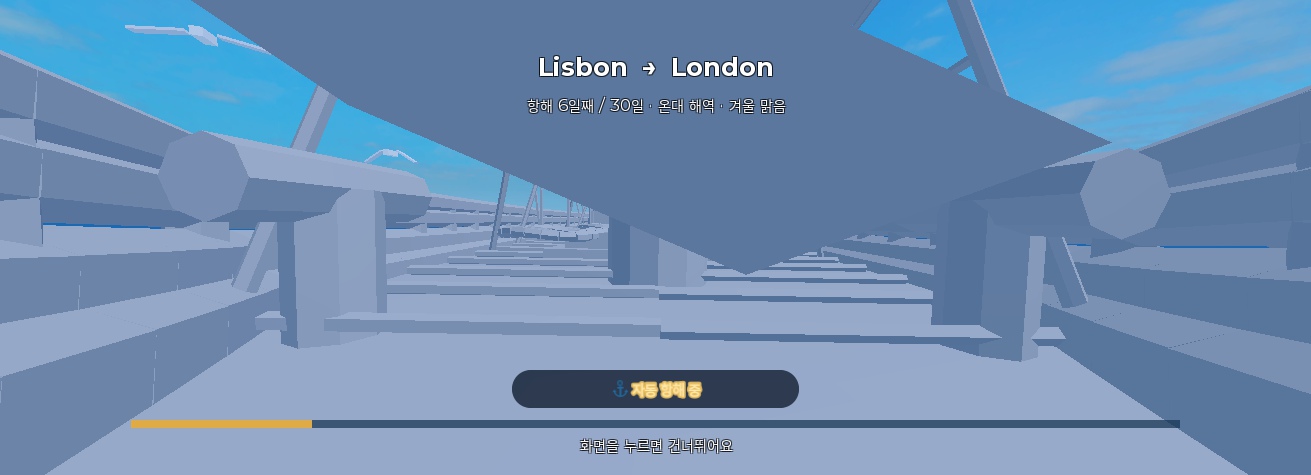 Lisbon → London
항해 6일째 / 30일 · 온대 해역 · 겨울 맑음
⚓ 자동 항해 중
화면을 누르면 건너뛰어요